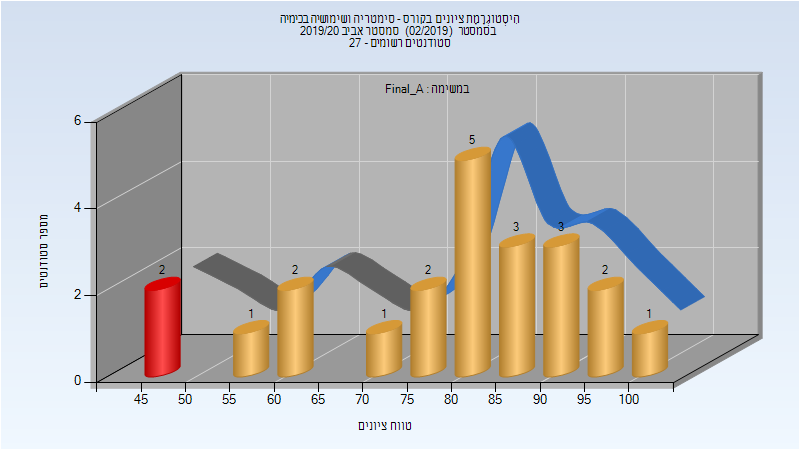 היסטוגרמת ציונים בקורס - סימטריה ושימושיה בכימיה
בסמסטר (02/2019) סמסטר אביב 2019/20
סטודנטים רשומים - 27
במשימה : Final_A
מספר סטודנטים
6
4
2
0
2
1
2
1
2
5
3
3
2
1
45 50 55 60 65 70 75 80 85 90 95 100
טווח ציונים